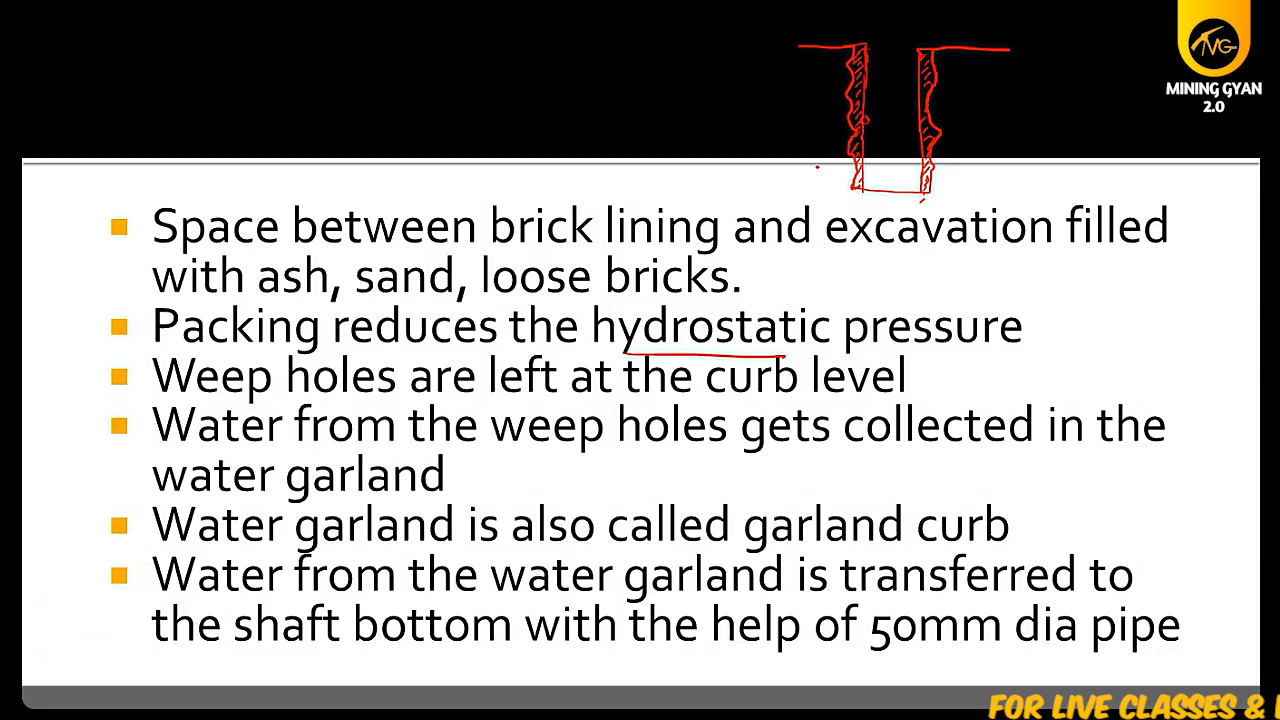 MINING GYAN
2.0
Space between brick lining and excavation filled
with ash, sand, loose bricks.
Packing reduces the hydrostatic pressure
Weep holes are left at the curb level
Water from the weep holes gets collected in the
water garland
Water garland is also called garland curb
Water from the water garland is transferred to
the shaft bottom with the help of 50mm dia pipe
FOR LIVE CLASSES &